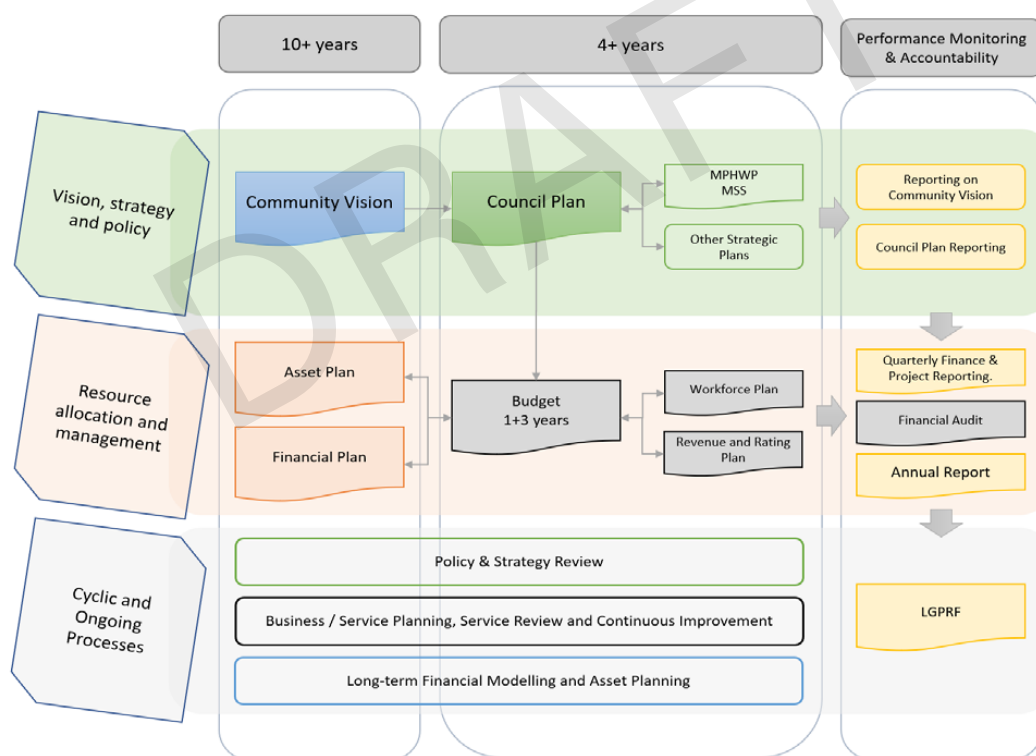 10+ years
4+ years
Performance Monitoring
& Accountability
Vision, strategy
and policy
Community Vision
Council Plan
MPHWP
MSS
Other Strategic
Plans
Reporting on
Community Vision
Council Plan Reporting
Resource
allocation and
management
Asset Plan
Financial Plan
Budget
1+3 years
Workforce Plan
Revenue and Rating
Plan
Quarterly Finance &
Project Reporting.
Financial Audit
Annual Report
Cyclic and
Ongoing
Processes
Policy & Strategy Review
Business / Service Planning, Service Review and Continuous Improvement
Long-term Financial Modelling and Asset Planning
LGPRF
DRAFT